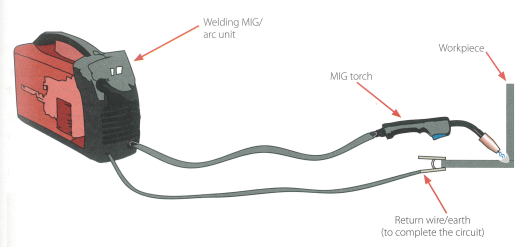 Welding MIG/
arc unit
Workpiece
MIG torch
Return wire/earth
(to complete the circuit)